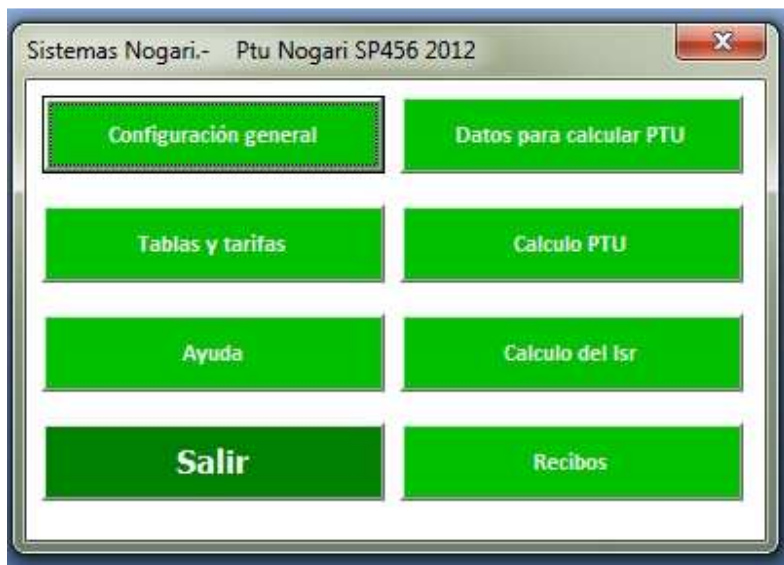 Sistemas Nogari.- Ptu Nogari SP456 2012
Configuración general
Datos para calcular PTU
Tablas y tarifas
Calculo PTU
Ayuda
Calculo del Isr
Salir
Recibos